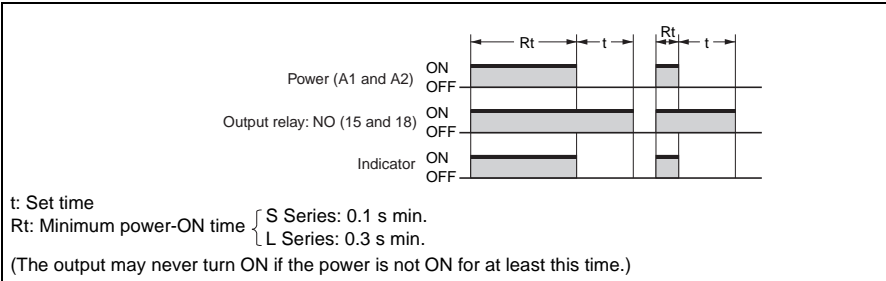 Rt t Rt t
Power (A1 and A2) ON
OFF
Output relay: NO (15 and 18) ON
OFF
Indicator ON
OFF
t: Set time
Rt: Minimum power-ON time { S Series: 0.1 s min.
L Series: 0.3 s min.
(The output may never turn ON if the power is not ON for at least this time.)